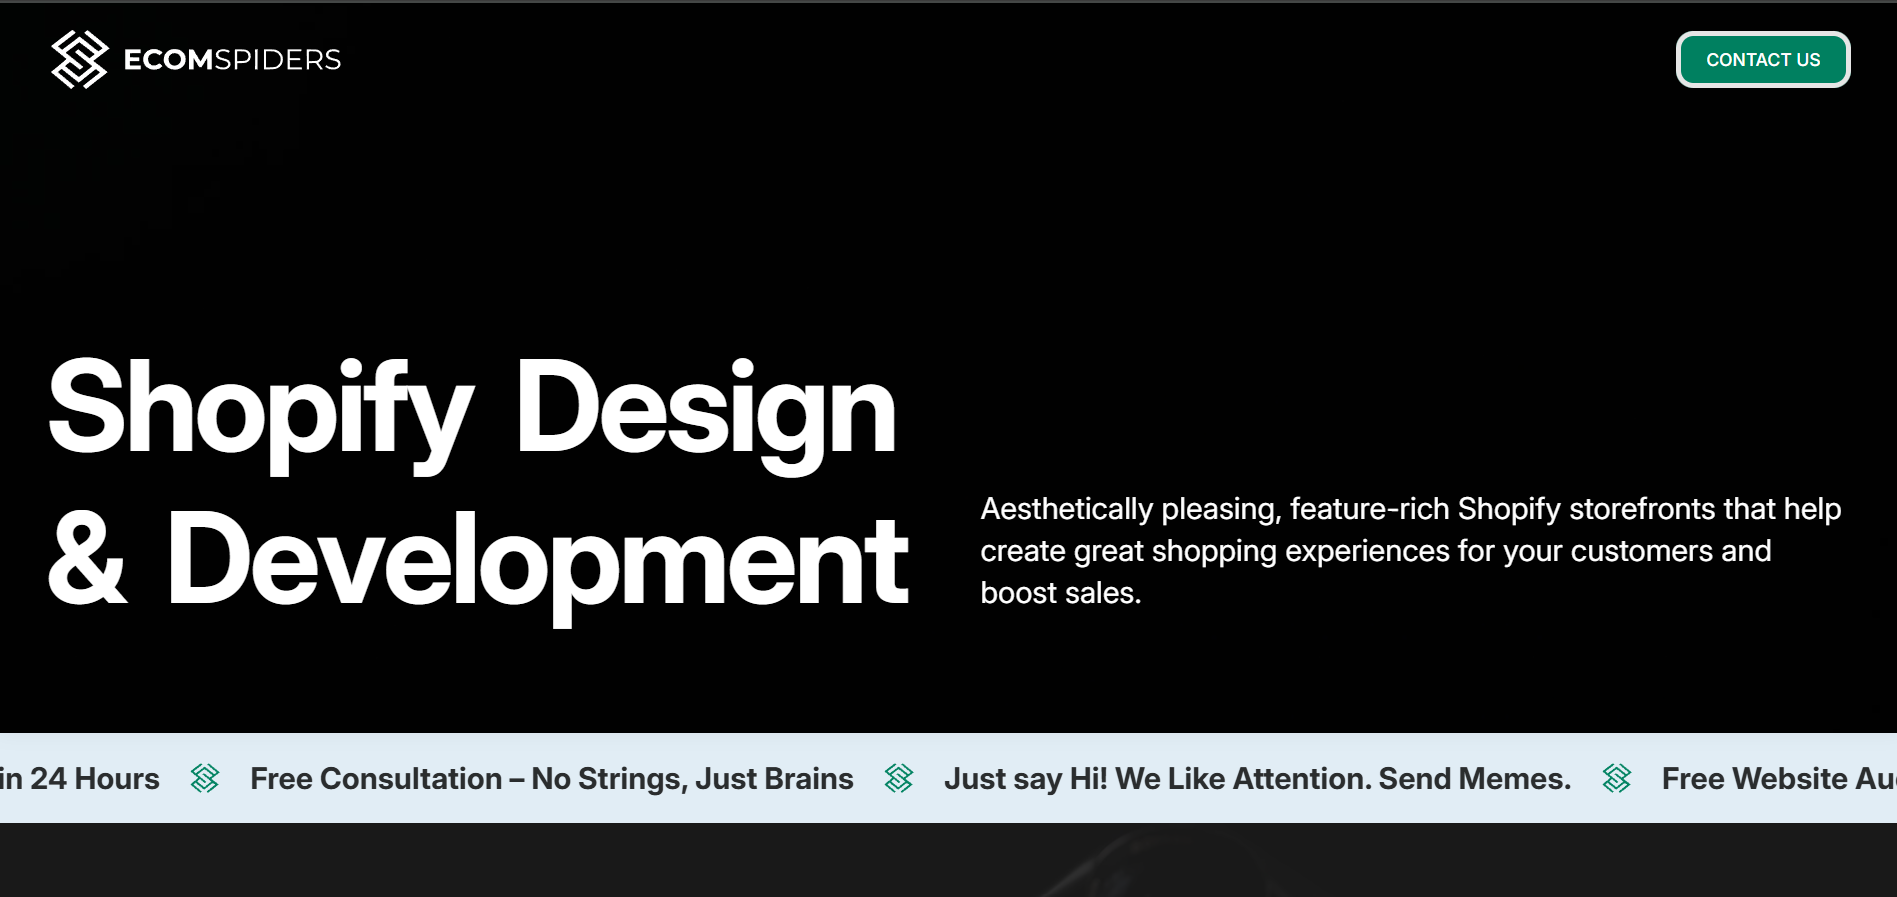 ECOMSPIDERS
CONTACT US
Shopify Design
& Development
Aesthetically pleasing, feature-rich Shopify storefronts that help
create great shopping experiences for your customers and
boost sales.
in 24 Hours Free Consultation – No Strings, Just Brains Just say Hi! We Like Attention. Send Memes. Free Website